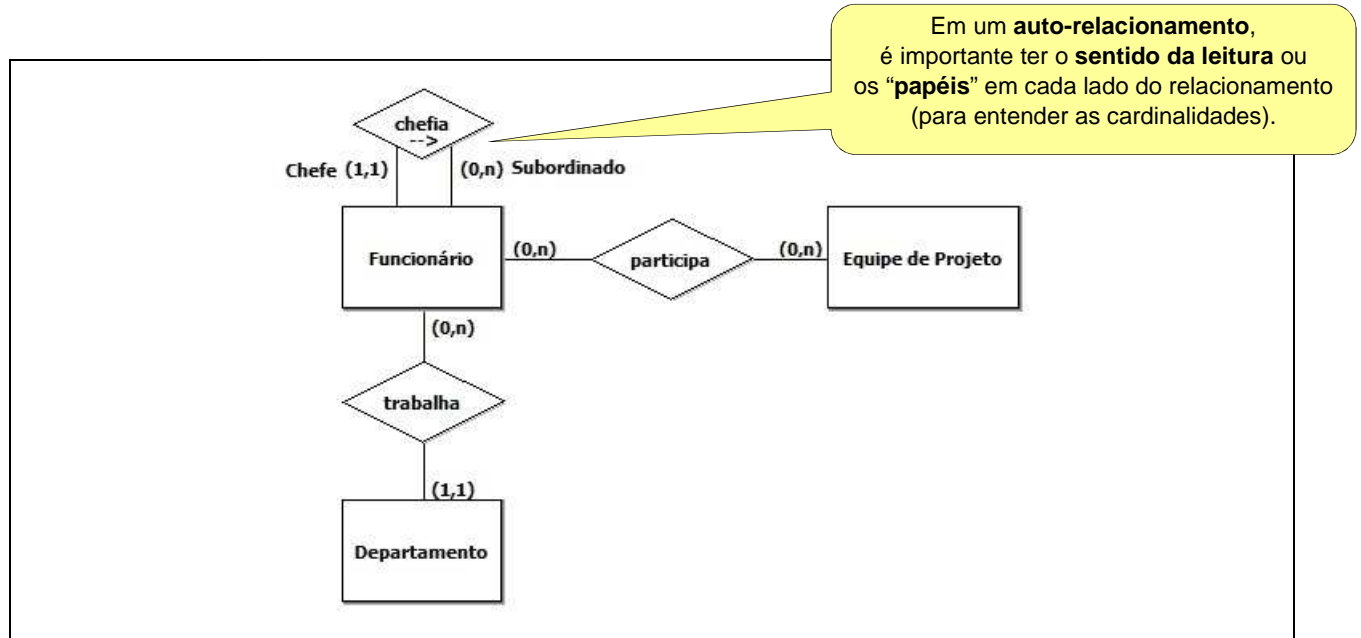 Em um auto-relacionamento,
é importante ter o sentido da leitura ou
os “papéis” em cada lado do relacionamento
(para entender as cardinalidades).
chefia
-->
Chefe (1,1)
(0,n) Subordinado
Funcionário
(0,n)
participa
(0,n)
Equipe de Projeto
(0,n)
trabalha
(1,1)
Departamento